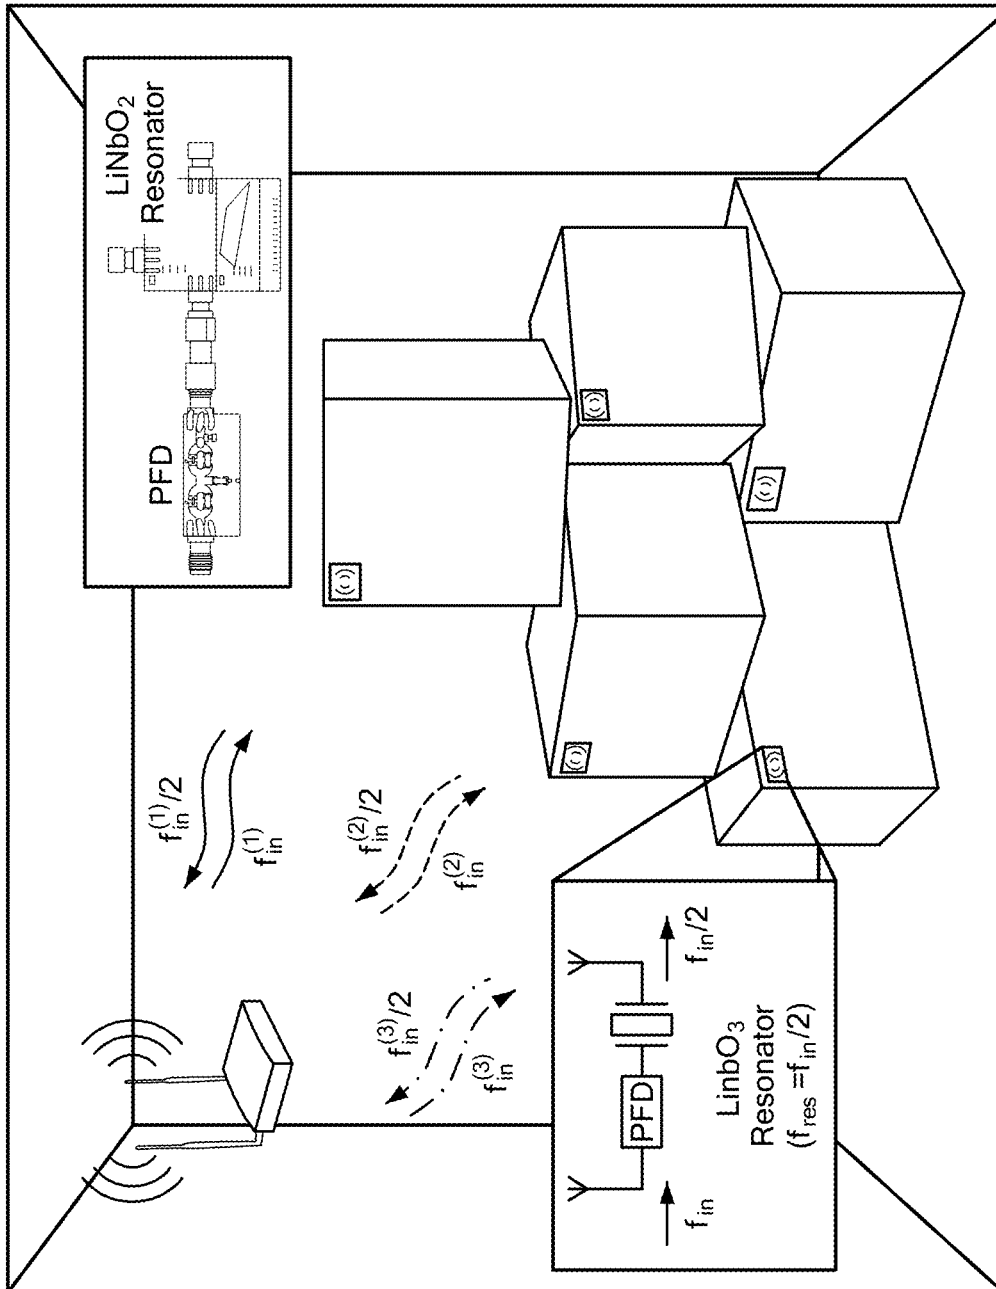 PFD
LiNbO₂
Resonator
f_in^(1)/2
f_in^(1)
f_in^(2)/2
f_in^(2)
f_in^(3)/2
f_in^(3)
f_in
PFD
f_in/2
LinbO₃
Resonator
(f_res =f_in/2)